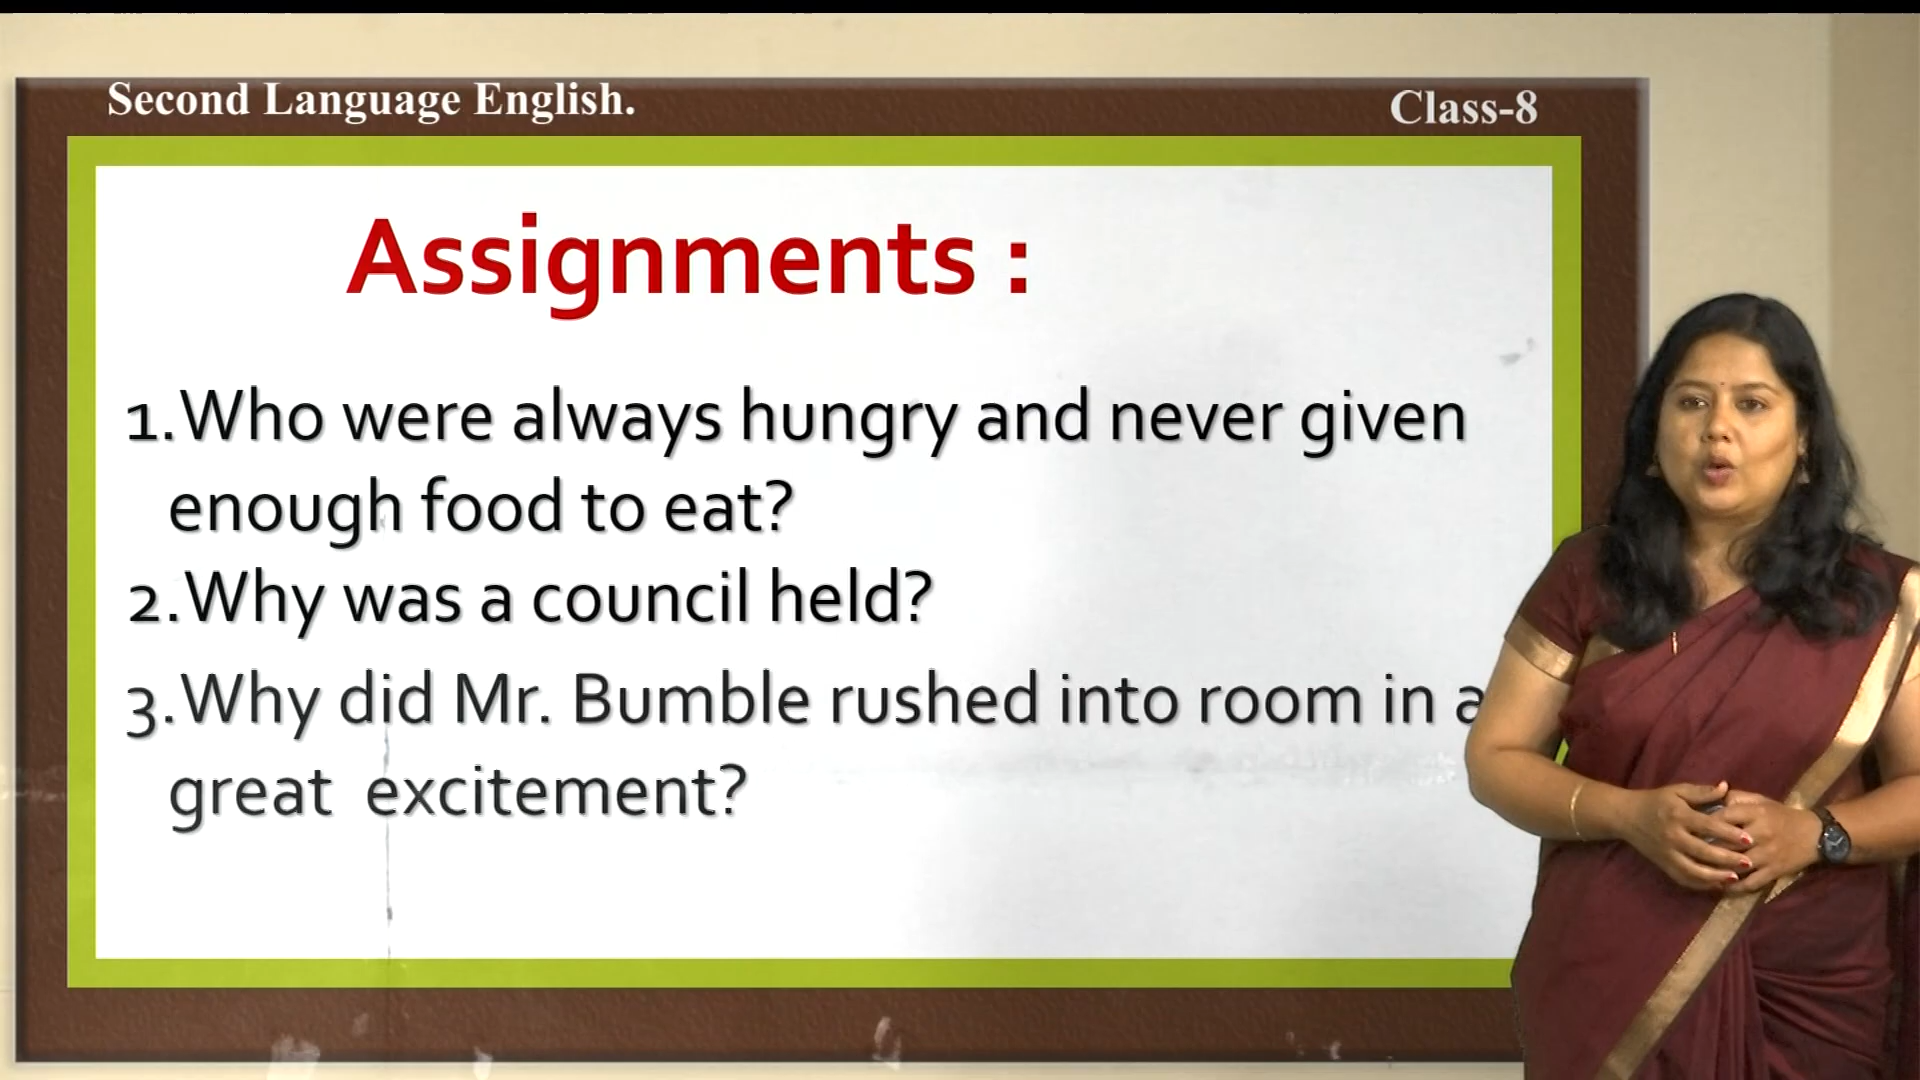 Second Language English.
Class-8
Assignments :
1.Who were always hungry and never given
enough food to eat?
2.Why was a council held?
3.Why did Mr. Bumble rushed into room in a
great excitement?